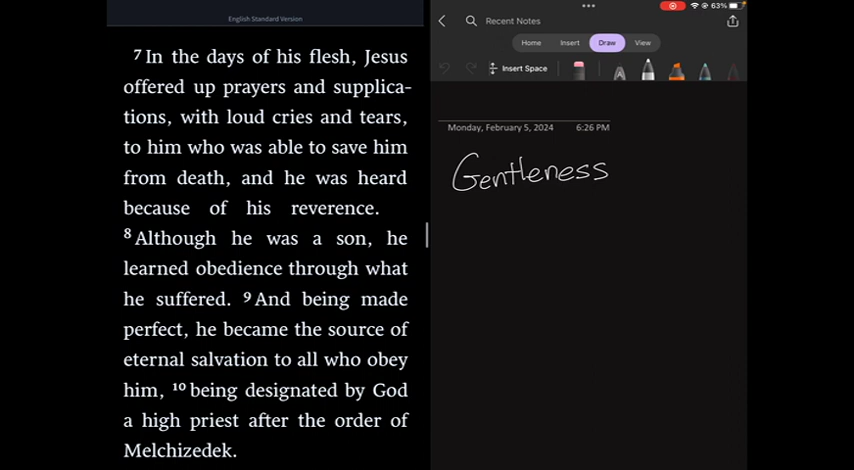 English Standard Version
7 In the days of his flesh, Jesus
offered up prayers and supplica-
tions, with loud cries and tears,
to him who was able to save him
from death, and he was heard
because of his reverence.
8 Although he was a son, he
learned obedience through what
he suffered. 9 And being made
perfect, he became the source of
eternal salvation to all who obey
him, 10 being designated by God
a high priest after the order of
Melchizedek.
63%
Recent Notes
Home Insert Draw View
Insert Space
Monday, February 5, 2024 6:26 PM
Gentleness